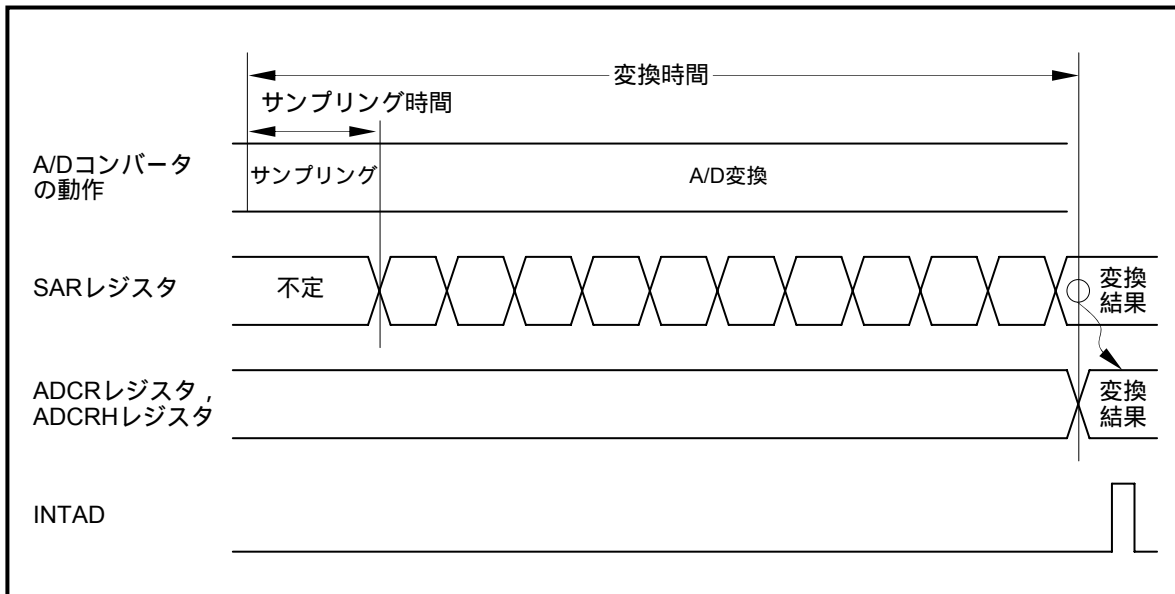 変換時間
サンプリング時間
A/Dコンバータ
の動作
サンプリング
A/D変換
SARレジスタ
不定
変換
結果
ADCRレジスタ，
ADCRHレジスタ
変換
結果
INTAD